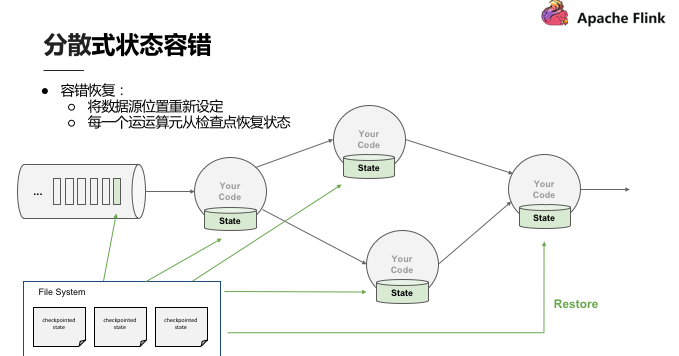 Apache Flink
分散式状态容错
● 容错恢复：
○ 将数据源位置重新设定
○ 每一个运运算元从检查点恢复状态
Your
Code
State
...
Your
Code
State
Your
Code
State
Your
Code
State
File System
checkpointed
state
checkpointed
state
checkpointed
state
Restore